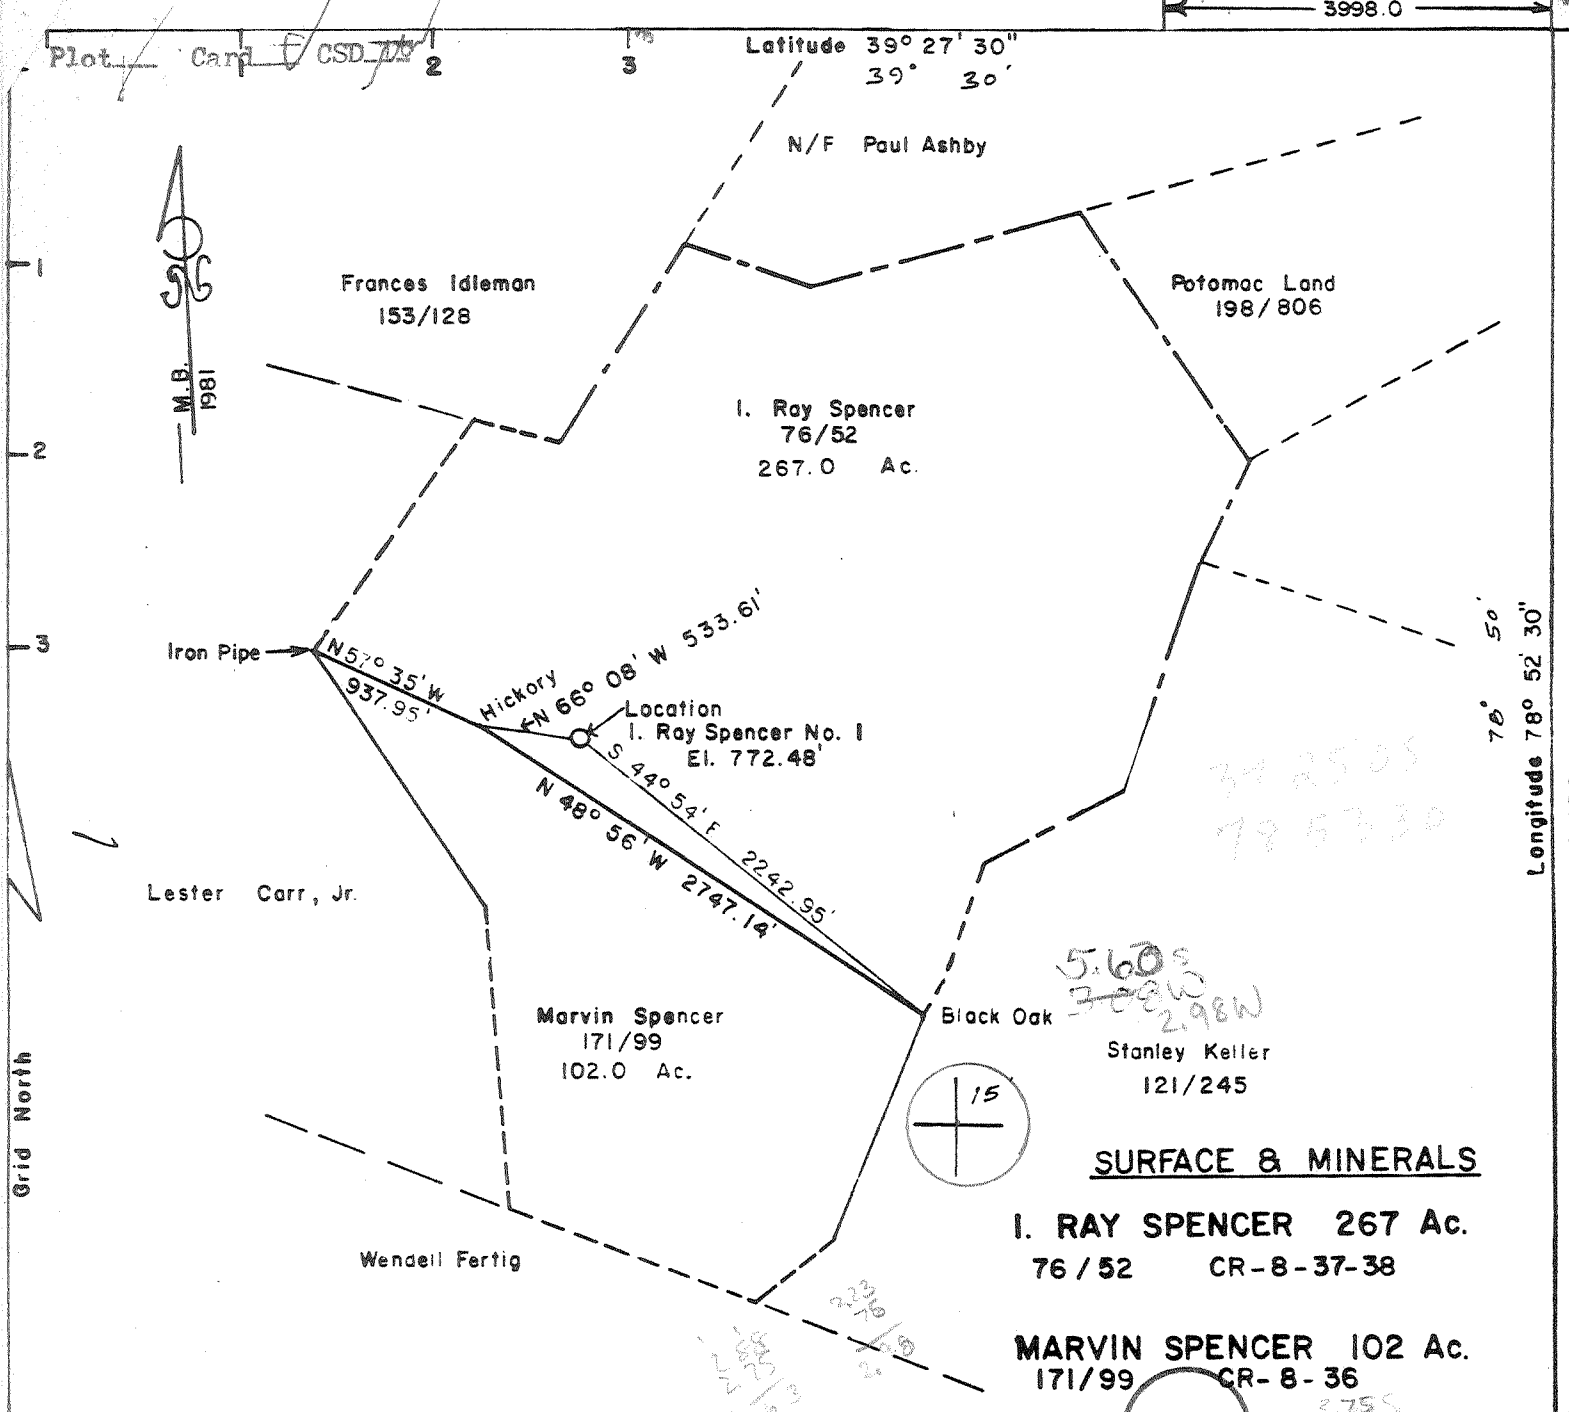 3998.0
Plot Card CSD
2
3
Latitude 39° 27' 30"
39° 30'
N/F Paul Ashby
1
Frances Idleman
153/128
Potomac Land
198/806
M.B.
1981
I. Ray Spencer
76/52
267.0 Ac.
2
3
Iron Pipe
N 57° 35' W
937.95'
Hickory
N 66° 08' W 533.61'
Location
I. Ray Spencer No. 1
El. 772.48'
S 44° 54' E 2242.95'
N 48° 56' W 2747.14'
78° 50'
Longitude 78° 52' 30"
Lester Carr, Jr.
5.60 S
2.98W
Marvin Spencer
171/99
102.0 Ac.
Black Oak
Stanley Keller
121/245
15'
Grid North
SURFACE & MINERALS
I. RAY SPENCER 267 Ac.
76/52 CR-8-37-38
Wendell Fertig
MARVIN SPENCER 102 Ac.
171/99 CR-8-36